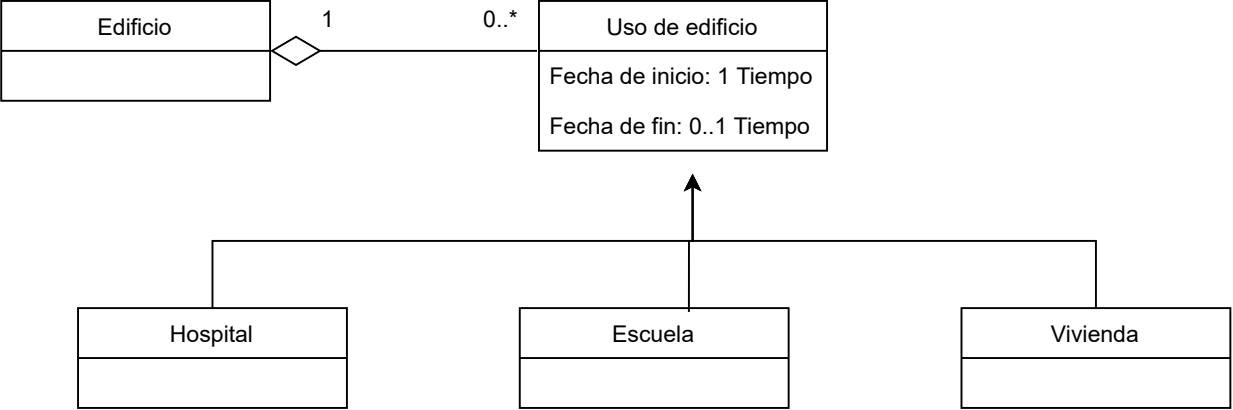 Edificio
1
0..*
Uso de edificio
Fecha de inicio: 1 Tiempo
Fecha de fin: 0..1 Tiempo
Hospital
Escuela
Vivienda